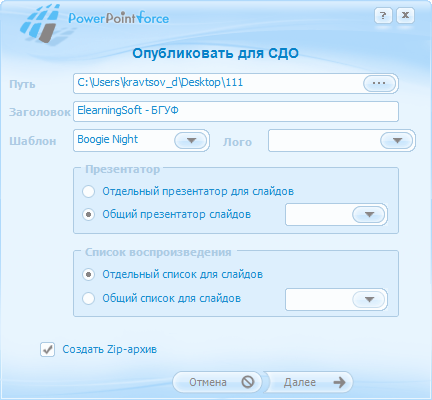 PowerPointForce
? x
Опубликовать для СДО
Путь C:\Users\kravtsov_d\Desktop\111 ...
Заголовок ElearningSoft - БГУФ
Шаблон Boogie Night Лого
Презентатор
Отдельный презентатор для слайдов
Общий презентатор слайдов
Список воспроизведения
Отдельный список для слайдов
Общий список для слайдов
Создать Zip-архив
Отмена Далее